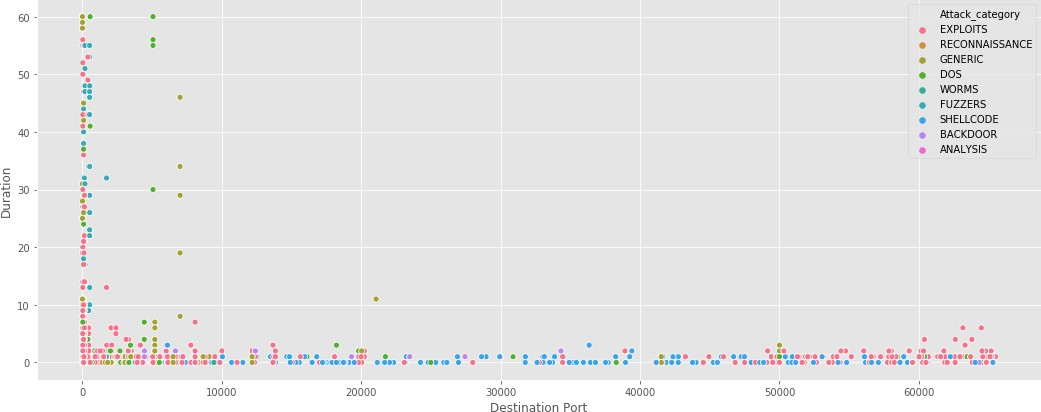 60
50
40
30
20
10
0
Duration
0
10000
20000
30000
40000
50000
60000
Destination Port
Attack_category
EXPLOITS
RECONNAISSANCE
GENERIC
DOS
WORMS
FUZZERS
SHELLCODE
BACKDOOR
ANALYSIS